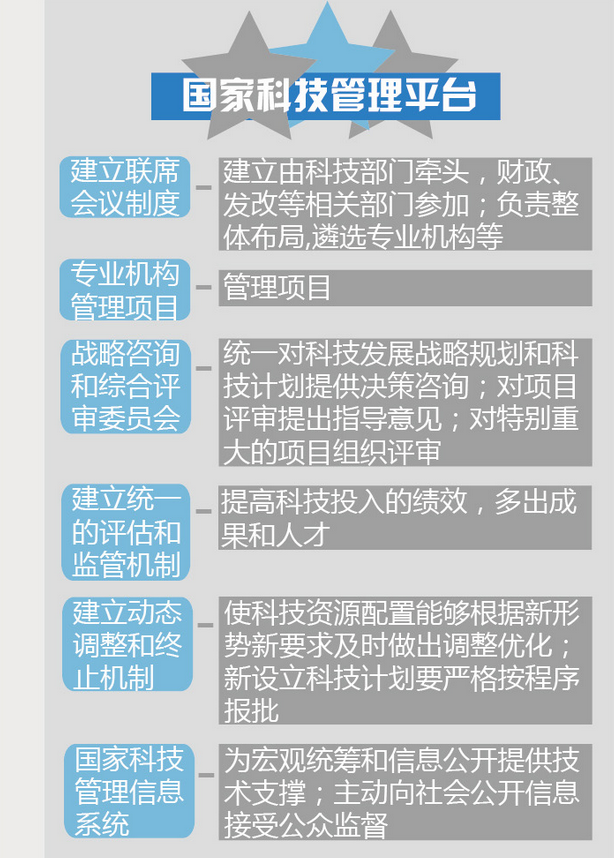 国家科技管理平台
建立联席
会议制度
建立由科技部门牵头，财政、
发改等相关部门参加；负责整
体布局,遴选专业机构等
专业机构
管理项目
管理项目
战略咨询
和综合评
审委员会
统一对科技发展战略规划和科
技计划提供决策咨询；对项目
评审提出指导意见；对特别重
大的项目组织评审
建立统一
的评估和
监管机制
提高科技投入的绩效，多出成
果和人才
建立动态
调整和终
止机制
使科技资源配置能够根据新形
势新要求及时做出调整优化；
新设立科技计划要严格按程序
报批
国家科技
管理信息
系统
为宏观统筹和信息公开提供技
术支撑；主动向社会公开信息
接受公众监督